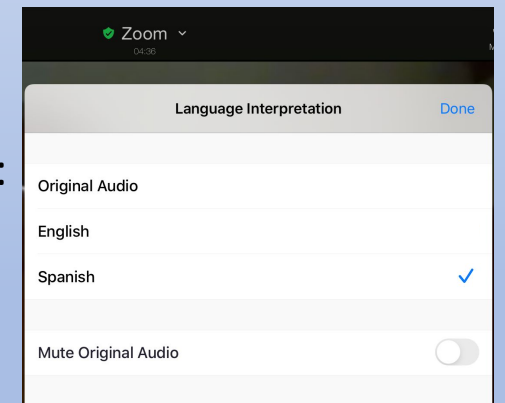 Zoom
04:36
M
Language Interpretation Done
:
Original Audio
English
Spanish
Mute Original Audio